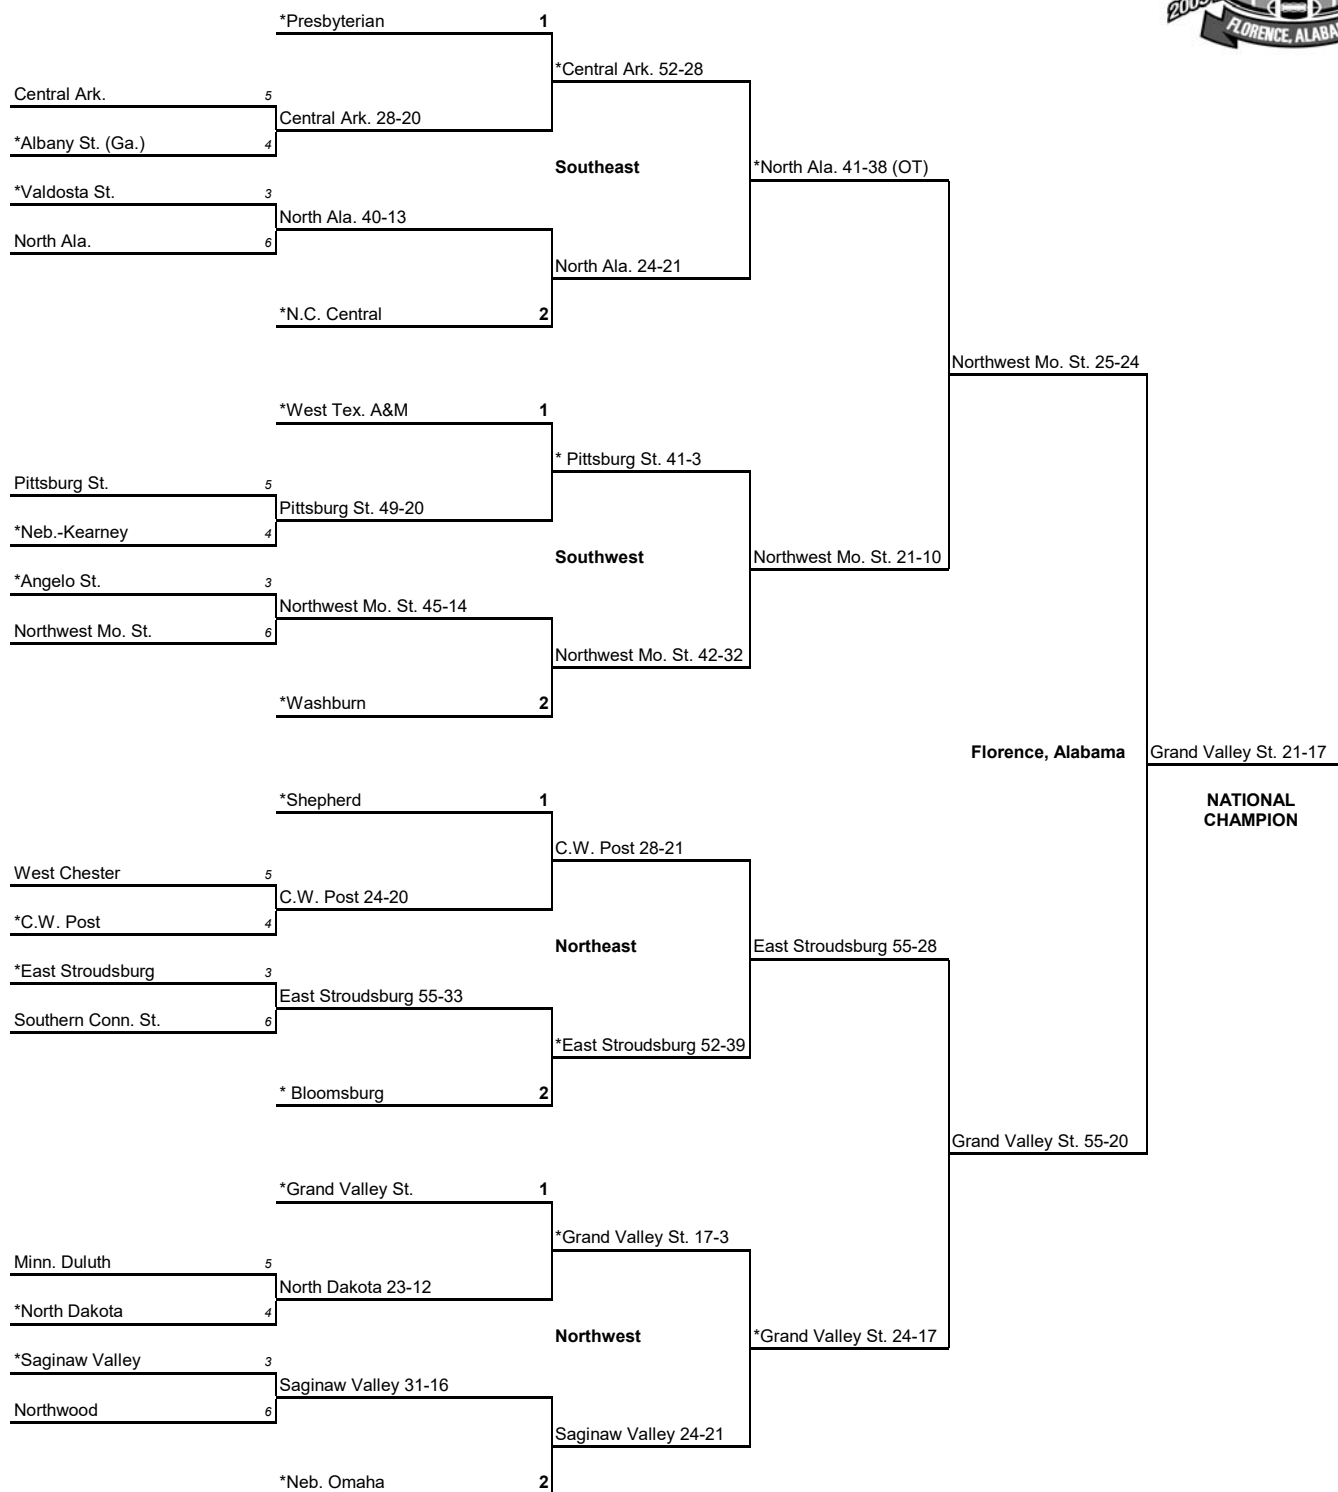 2005
FLORENCE, ALABA
*Presbyterian 1
*Central Ark. 52-28
Central Ark. 5
Central Ark. 28-20
*Albany St. (Ga.) 4
Southeast
*North Ala. 41-38 (OT)
*Valdosta St. 3
North Ala. 40-13
North Ala. 6
North Ala. 24-21
*N.C. Central 2
Northwest Mo. St. 25-24
*West Tex. A&M 1
* Pittsburg St. 41-3
Pittsburg St. 5
Pittsburg St. 49-20
*Neb.-Kearney 4
Southwest
Northwest Mo. St. 21-10
*Angelo St. 3
Northwest Mo. St. 45-14
Northwest Mo. St. 6
Northwest Mo. St. 42-32
*Washburn 2
Florence, Alabama
Grand Valley St. 21-17
NATIONAL
CHAMPION
*Shepherd 1
C.W. Post 28-21
West Chester 5
C.W. Post 24-20
*C.W. Post 4
Northeast
East Stroudsburg 55-28
*East Stroudsburg 3
East Stroudsburg 55-33
Southern Conn. St. 6
*East Stroudsburg 52-39
* Bloomsburg 2
Grand Valley St. 55-20
*Grand Valley St. 1
*Grand Valley St. 17-3
Minn. Duluth 5
North Dakota 23-12
*North Dakota 4
Northwest
*Grand Valley St. 24-17
*Saginaw Valley 3
Saginaw Valley 31-16
Northwood 6
Saginaw Valley 24-21
*Neb. Omaha 2